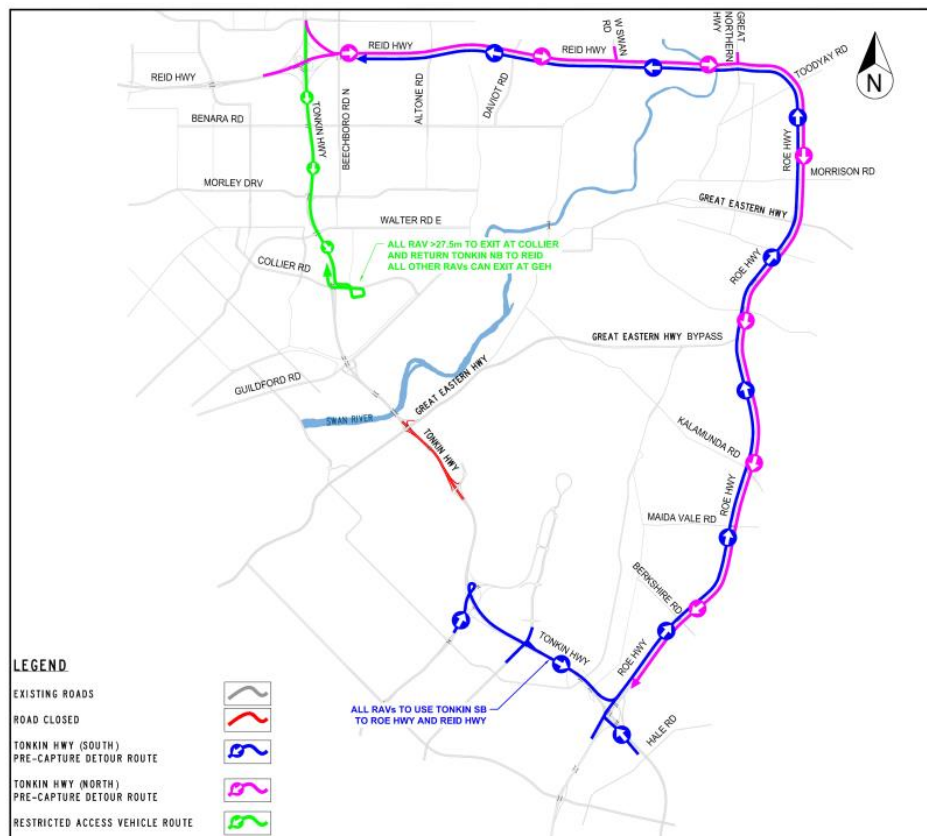 W SWAN
RD
GREAT
NORTHERN
HWY
REID HWY
REID HWY
TOODYAY RD
N
REID HWY
TONKIN HWY
BEECHBORO RD N
ALTONE RD
DAVIOT RD
BENARA RD
ROE HWY
MORRISON RD
MORLEY DRV
GREAT EASTERN HWY
WALTER RD E
ALL RAV >27.5m TO EXIT AT COLLIER
AND RETURN TONKIN NB TO REID
ALL OTHER RAVs CAN EXIT AT GEH
COLLIER RD
ROE HWY
GREAT EASTERN HWY BYPASS
GUILDFORD RD
GREAT EASTERN HWY
SWAN RIVER
TONKIN HWY
KALAMUNDA RD
ROE HWY
MAIDA VALE RD
BERKSHIRE RD
TONKIN HWY
ROE HWY
ALL RAVs TO USE TONKIN SB
TO ROE HWY AND REID HWY
HALE RD
LEGEND
EXISTING ROADS
ROAD CLOSED
TONKIN HWY (SOUTH)
PRE-CAPTURE DETOUR ROUTE
TONKIN HWY (NORTH)
PRE-CAPTURE DETOUR ROUTE
RESTRICTED ACCESS VEHICLE ROUTE